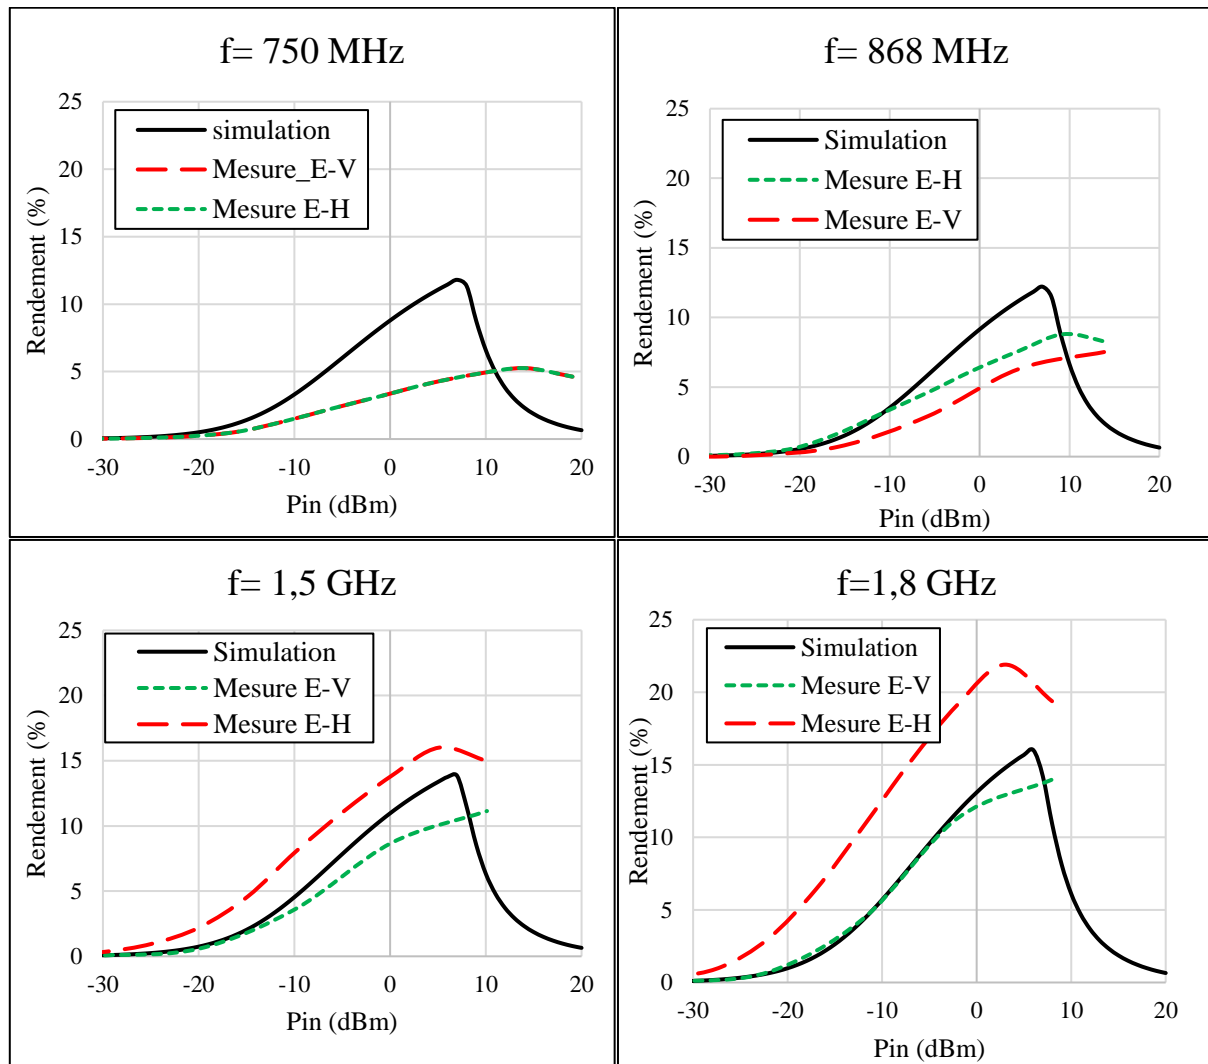 f= 750 MHz
25
20
15
10
5
0
-30
-20
-10
0
10
20
Rendement (%)
Pin (dBm)
simulation
Mesure_E-V
Mesure E-H
f= 868 MHz
25
20
15
10
5
0
-30
-20
-10
0
10
20
Rendement (%)
Pin (dBm)
Simulation
Mesure E-H
Mesure E-V
f= 1,5 GHz
25
20
15
10
5
0
-30
-20
-10
0
10
20
Rendement (%)
Pin (dBm)
Simulation
Mesure E-V
Mesure E-H
f=1,8 GHz
25
20
15
10
5
0
-30
-20
-10
0
10
20
Rendement (%)
Pin (dBm)
Simulation
Mesure E-V
Mesure E-H